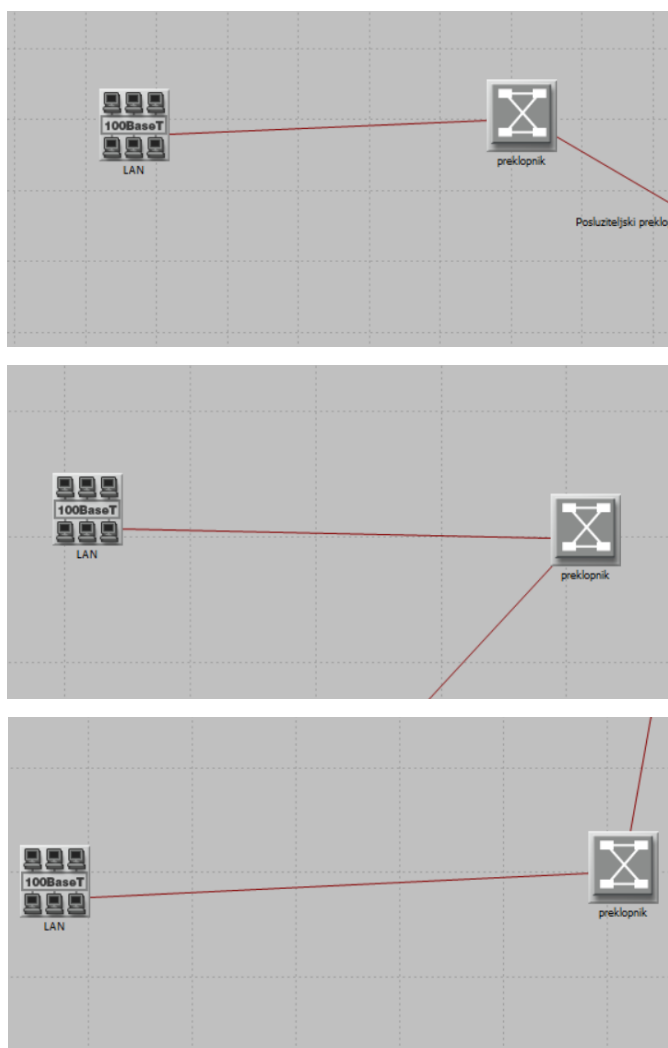 100BaseT
LAN
preklopnik
Posluziteljski preklo
100BaseT
LAN
preklopnik
100BaseT
LAN
preklopnik